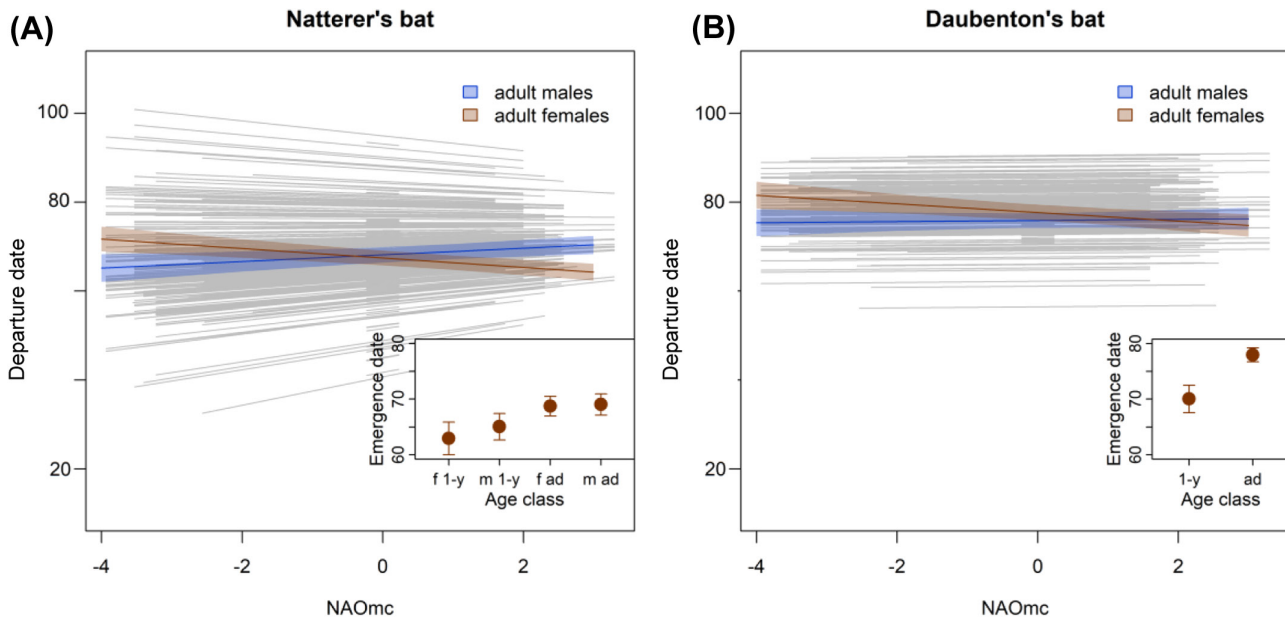 (A)
Natterer's bat
adult males
adult females
Departure date
100
80
20
-4
-2
0
2
NAOmc
Emergence date
80
70
60
f 1-y
m 1-y
f ad
m ad
Age class
(B)
Daubenton's bat
adult males
adult females
Departure date
100
80
20
-4
-2
0
2
NAOmc
Emergence date
80
70
60
1-y
ad
Age class